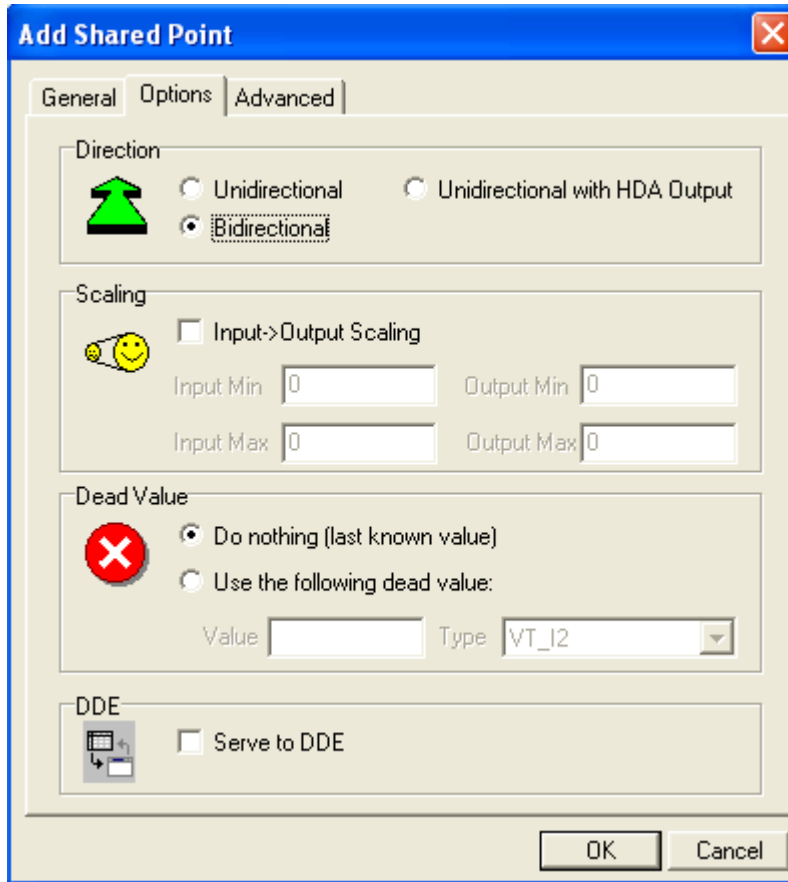 Add Shared Point
General Options Advanced
Direction
Unidirectional Unidirectional with HDA Output
Bidirectional
Scaling
Input->Output Scaling
Input Min 0 Output Min 0
Input Max 0 Output Max 0
Dead Value
Do nothing (last known value)
Use the following dead value:
Value Type VT_I2
DDE
Serve to DDE
OK Cancel